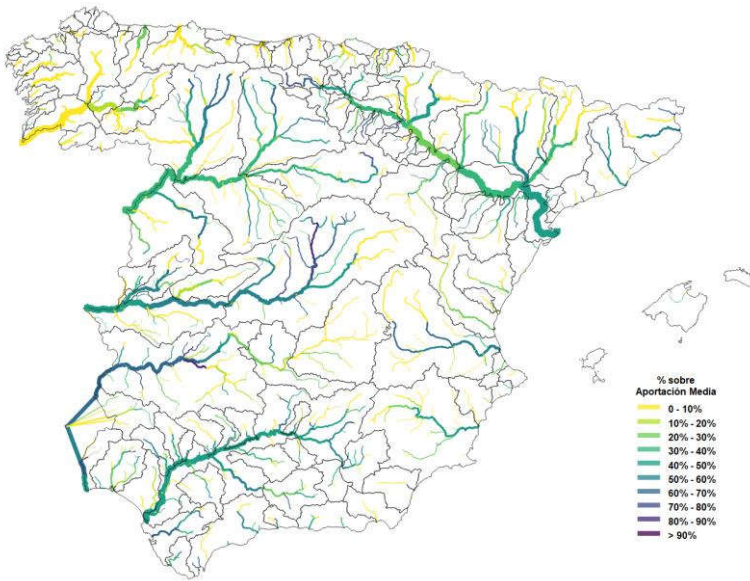 % sobre
Aportación Media
0 - 10%
10% - 20%
20% - 30%
30% - 40%
40% - 50%
50% - 60%
60% - 70%
70% - 80%
80% - 90%
> 90%